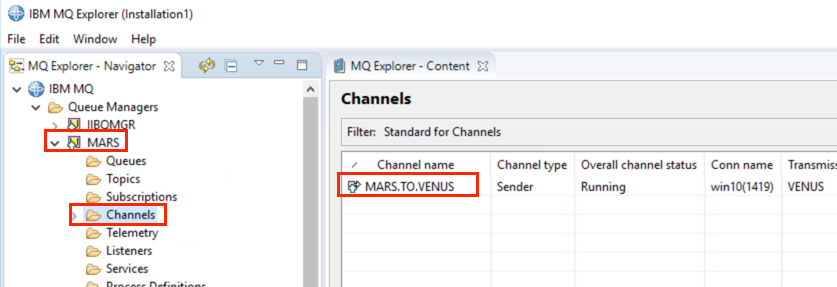 IBM MQ Explorer (Installation1)
File Edit Window Help
MQ Explorer - Navigator
IBM MQ
Queue Managers
IIBQMGR
MARS
Queues
Topics
Subscriptions
Channels
Telemetry
Listeners
Services
Process Definitions
MQ Explorer - Content
Channels
Filter: Standard for Channels
Channel name Channel type Overall channel status Conn name Transmis
MARS.TO.VENUS Sender Running win10(1419) VENUS